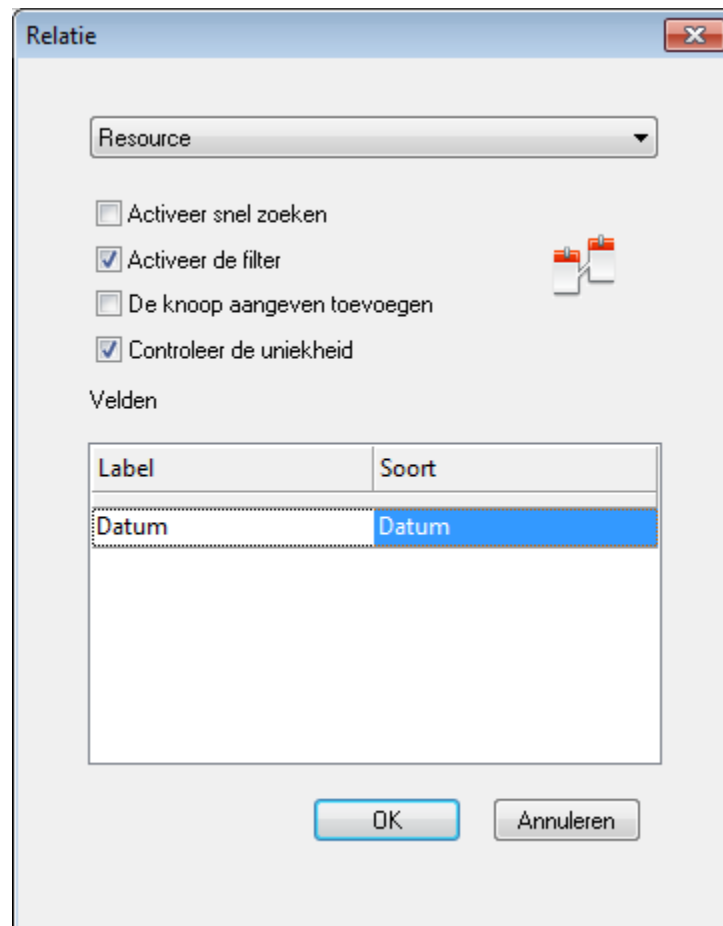 Relatie
Resource
Activeer snel zoeken
Activeer de filter
De knoop aangeven toevoegen
Controleer de uniekheid
Velden
Label Soort
Datum Datum
OK Annuleren